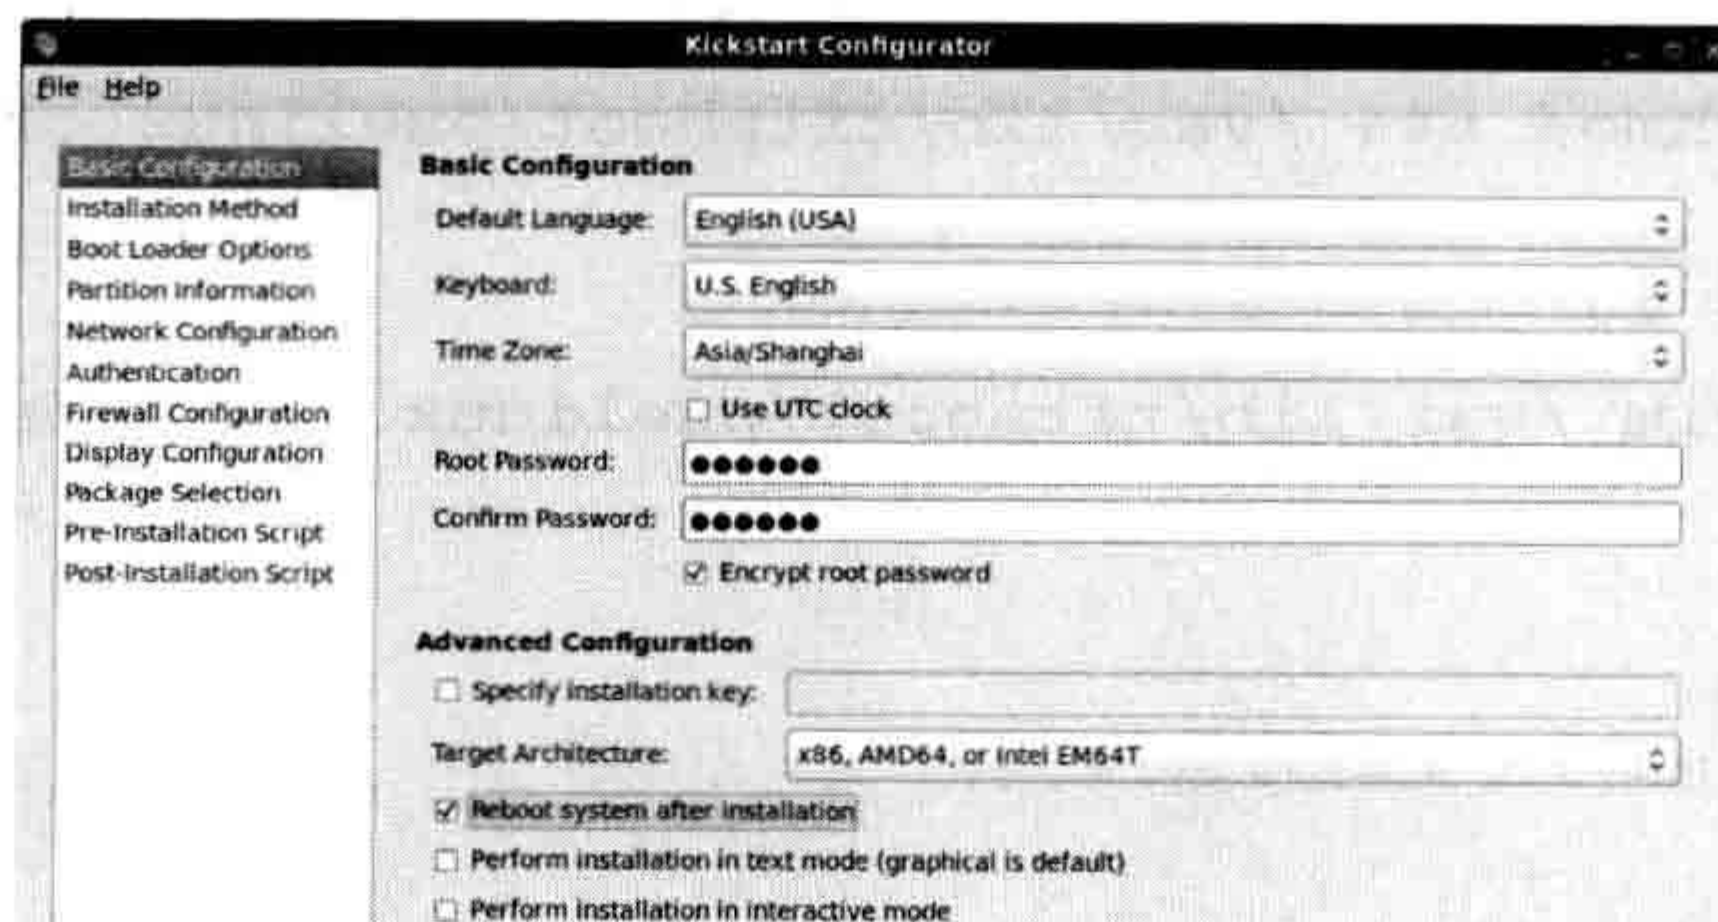 Kickstart Configurator
File Help
Basic Configuration
Installation Method
Boot Loader Options
Partition Information
Network Configuration
Authentication
Firewall Configuration
Display Configuration
Package Selection
Pre-Installation Script
Post-Installation Script
Basic Configuration
Default Language: English (USA)
Keyboard: U.S. English
Time Zone: Asia/Shanghai
Use UTC clock
Root Password: ●●●●●●
Confirm Password: ●●●●●●
Encrypt root password
Advanced Configuration
Specify installation key:
Target Architecture: x86, AMD64, or Intel EM64T
Reboot system after installation
Perform installation in text mode (graphical is default)
Perform installation in interactive mode